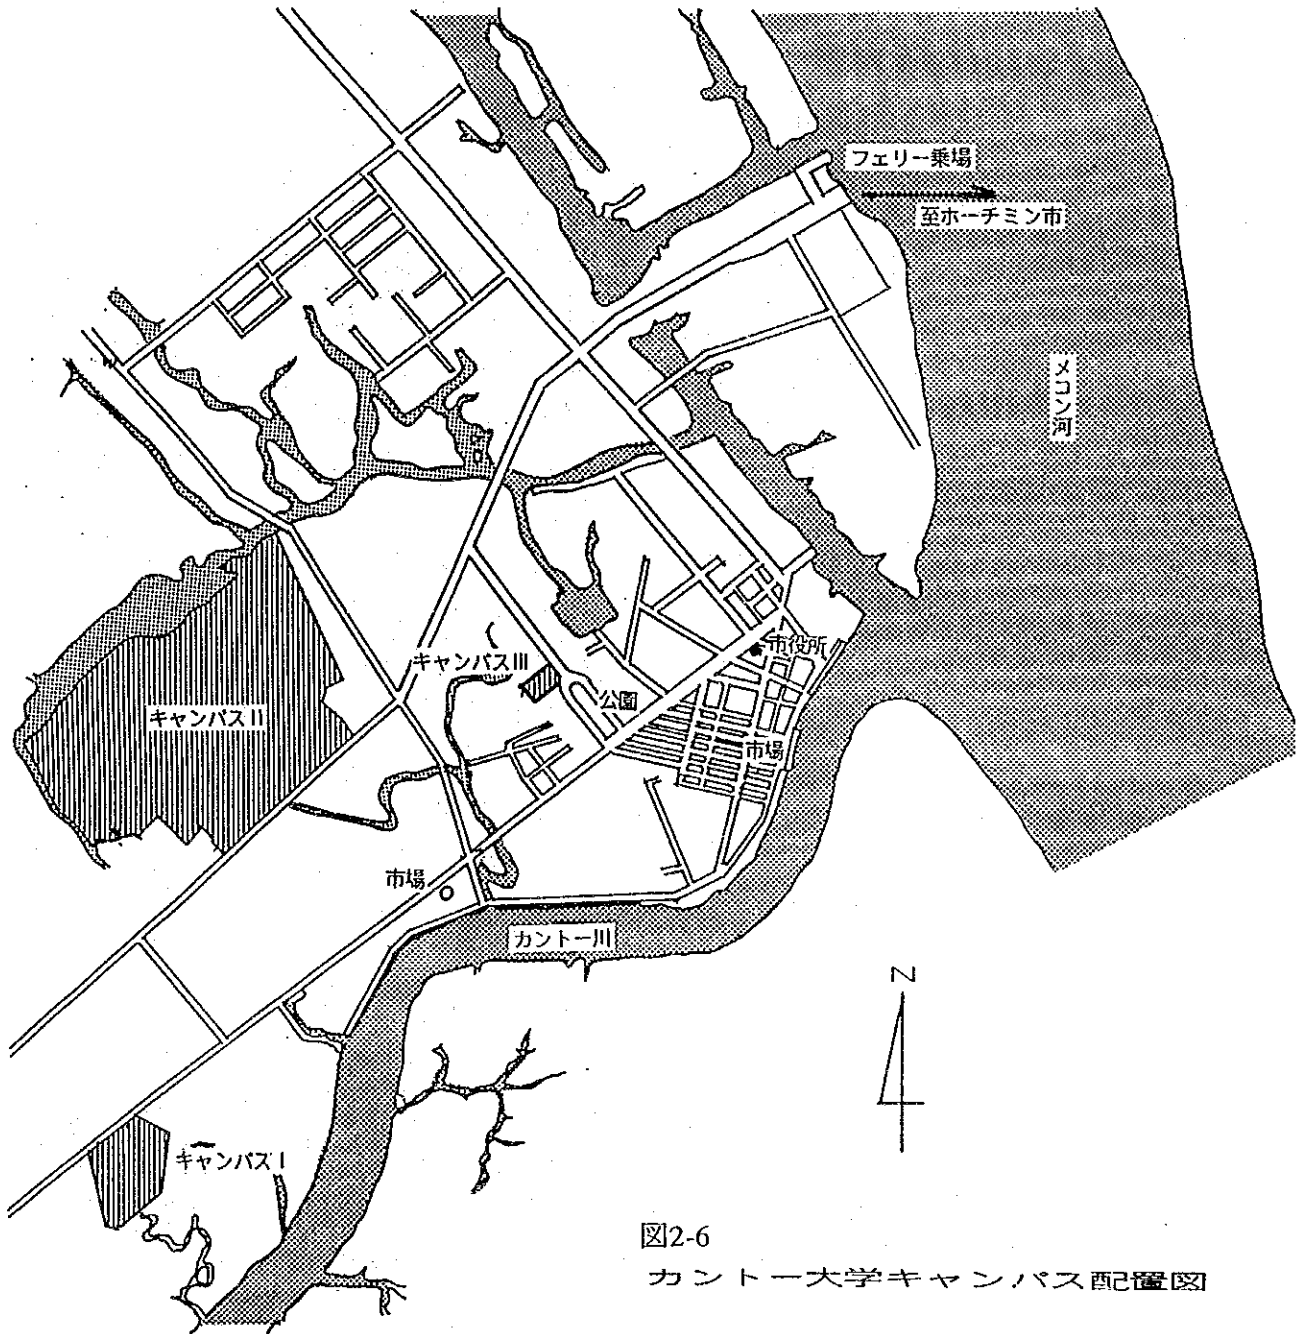 フェリー乗場
至ホーチミン市
メコン河
市役所
キャンパスIII
公園
キャンパスII
市場
市場
カントー川
N
キャンパスI
図2-6
カントー大学キャンパス配置図